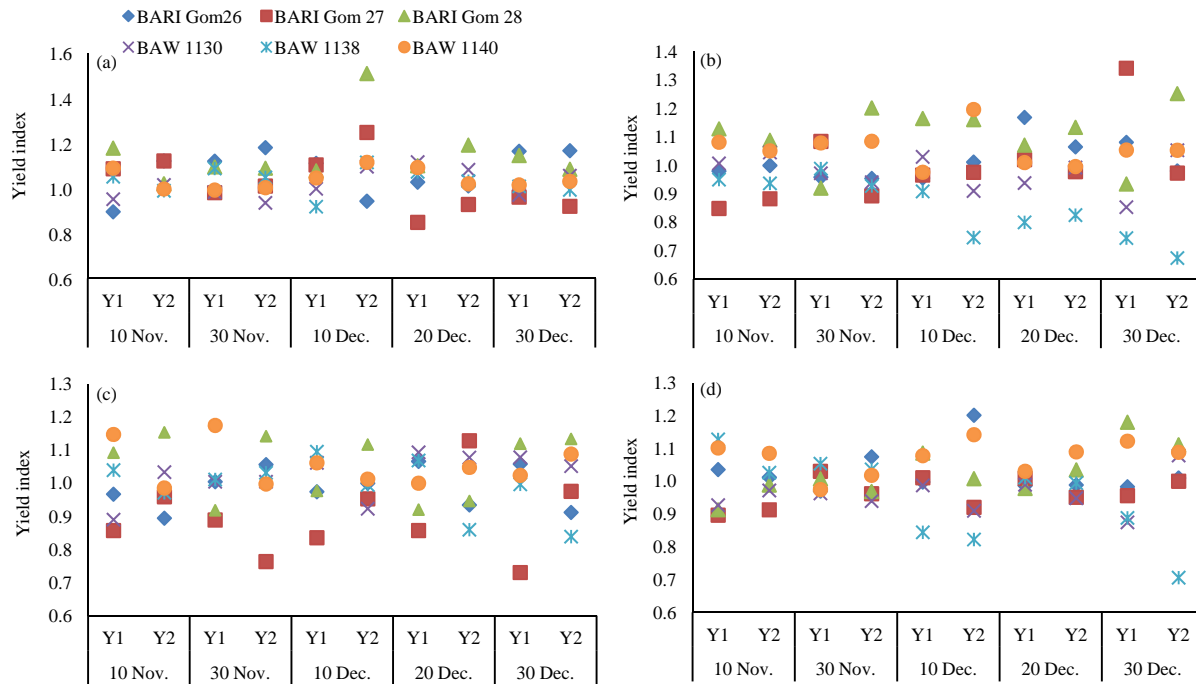 BARI Gom26 BARI Gom 27 BARI Gom 28
BAW 1130 BAW 1138 BAW 1140
(a)
Yield index
1.6
1.4
1.2
1.0
0.8
0.6
Y1 Y2 Y1 Y2 Y1 Y2 Y1 Y2 Y1 Y2
10 Nov. 30 Nov. 10 Dec. 20 Dec. 30 Dec.
(b)
Yield index
1.4
1.3
1.2
1.1
1.0
0.9
0.8
0.7
0.6
Y1 Y2 Y1 Y2 Y1 Y2 Y1 Y2 Y1 Y2
10 Nov. 30 Nov. 10 Dec. 20 Dec. 30 Dec.
(c)
Yield index
1.3
1.2
1.1
1.0
0.9
0.8
0.7
0.6
Y1 Y2 Y1 Y2 Y1 Y2 Y1 Y2 Y1 Y2
10 Nov. 30 Nov. 10 Dec. 20 Dec. 30 Dec.
(d)
Yield index
1.3
1.2
1.1
1.0
0.9
0.8
0.7
0.6
Y1 Y2 Y1 Y2 Y1 Y2 Y1 Y2 Y1 Y2
10 Nov. 30 Nov. 10 Dec. 20 Dec. 30 Dec.